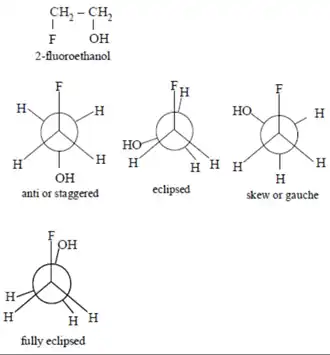 CH₂ – CH₂
F OH
2-fluoroethanol
F
H H
H H
OH
anti or staggered
F H
HO
H H H
eclipsed
F
HO H
H H
H
skew or gauche
F OH
H
H H H
fully eclipsed